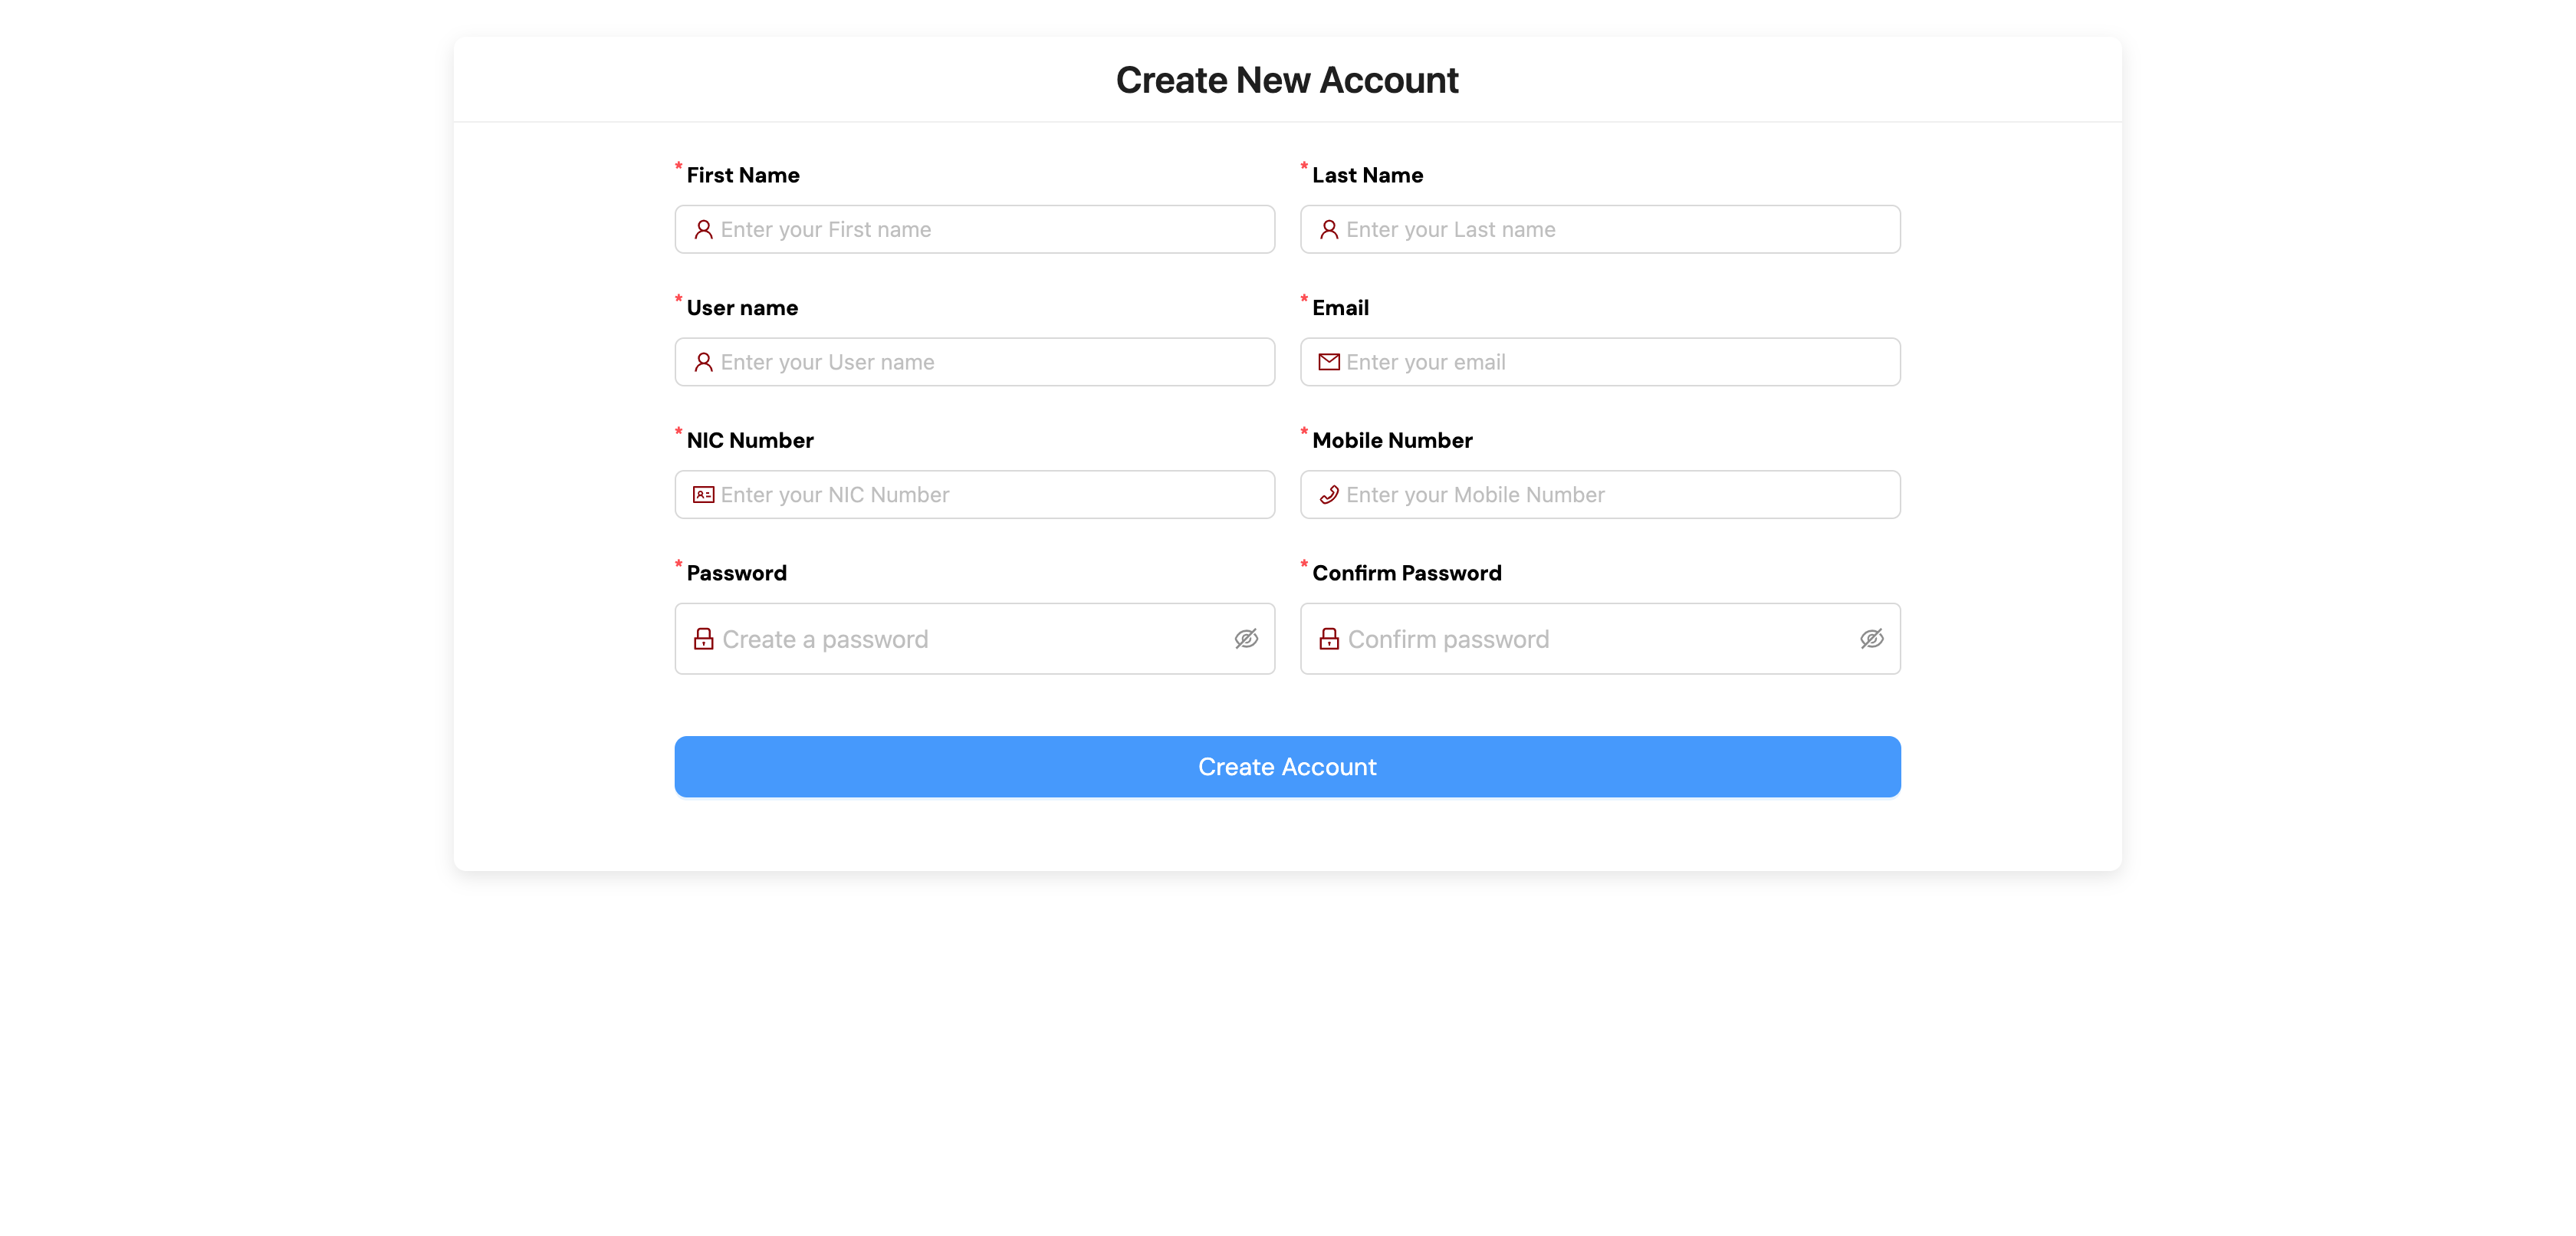 Create New Account
* First Name
* Last Name
Enter your First name
Enter your Last name
* User name
* Email
Enter your User name
Enter your email
* NIC Number
* Mobile Number
Enter your NIC Number
Enter your Mobile Number
* Password
* Confirm Password
Create a password
Confirm password
Create Account